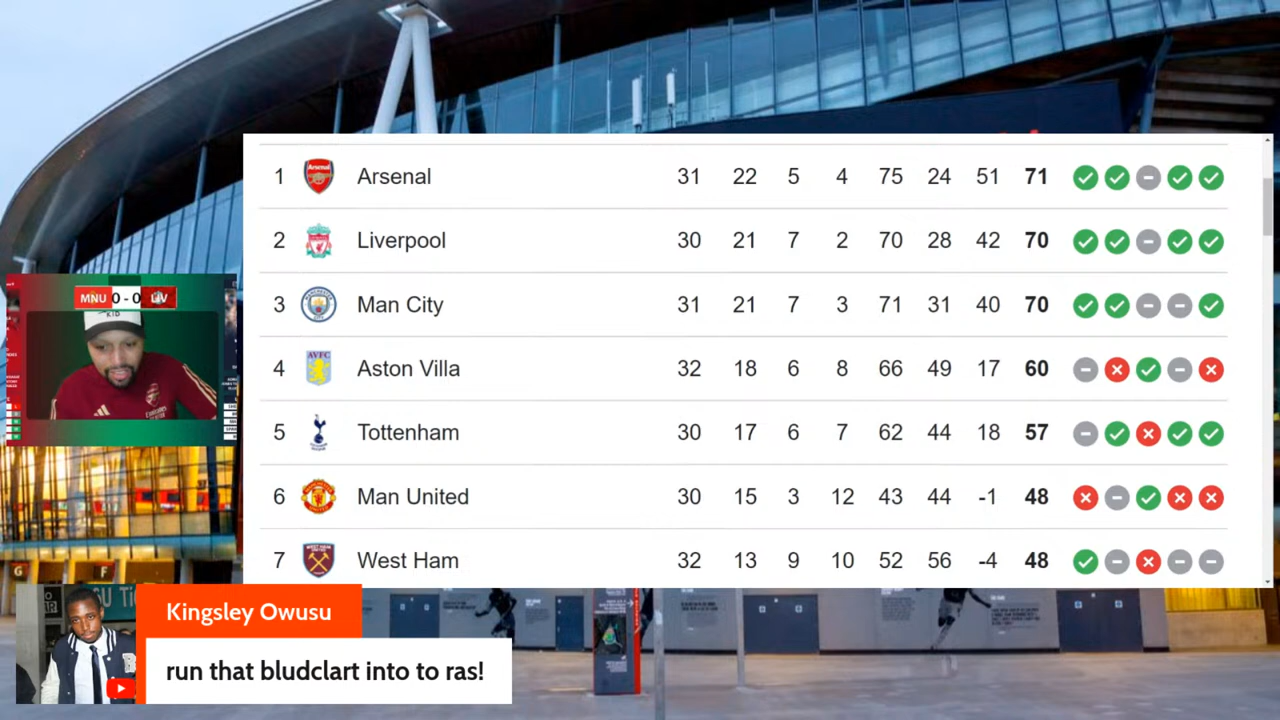 1 Arsenal 31 22 5 4 75 24 51 71
2 Liverpool 30 21 7 2 70 28 42 70
3 Man City 31 21 7 3 71 31 40 70
4 Aston Villa 32 18 6 8 66 49 17 60
5 Tottenham 30 17 6 7 62 44 18 57
6 Man United 30 15 3 12 43 44 -1 48
7 West Ham 32 13 9 10 52 56 -4 48
MNU 0 - 0 LIV
KID
G F
Kingsley Owusu
run that bludclart into to ras!